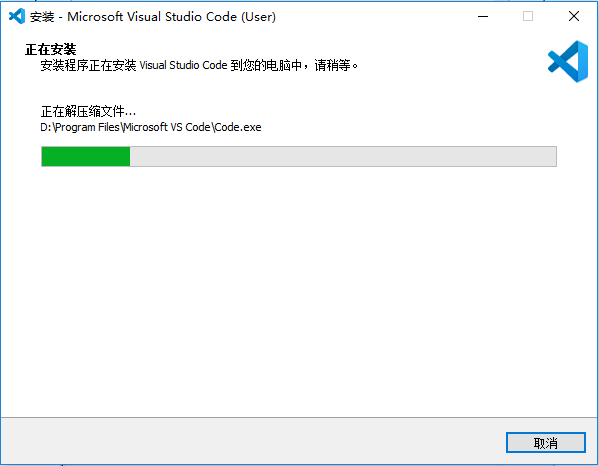 安装 - Microsoft Visual Studio Code (User)
正在安装
安装程序正在安装 Visual Studio Code 到您的电脑中，请稍等。
正在解压缩文件...
D:\Program Files\Microsoft VS Code\Code.exe
取消